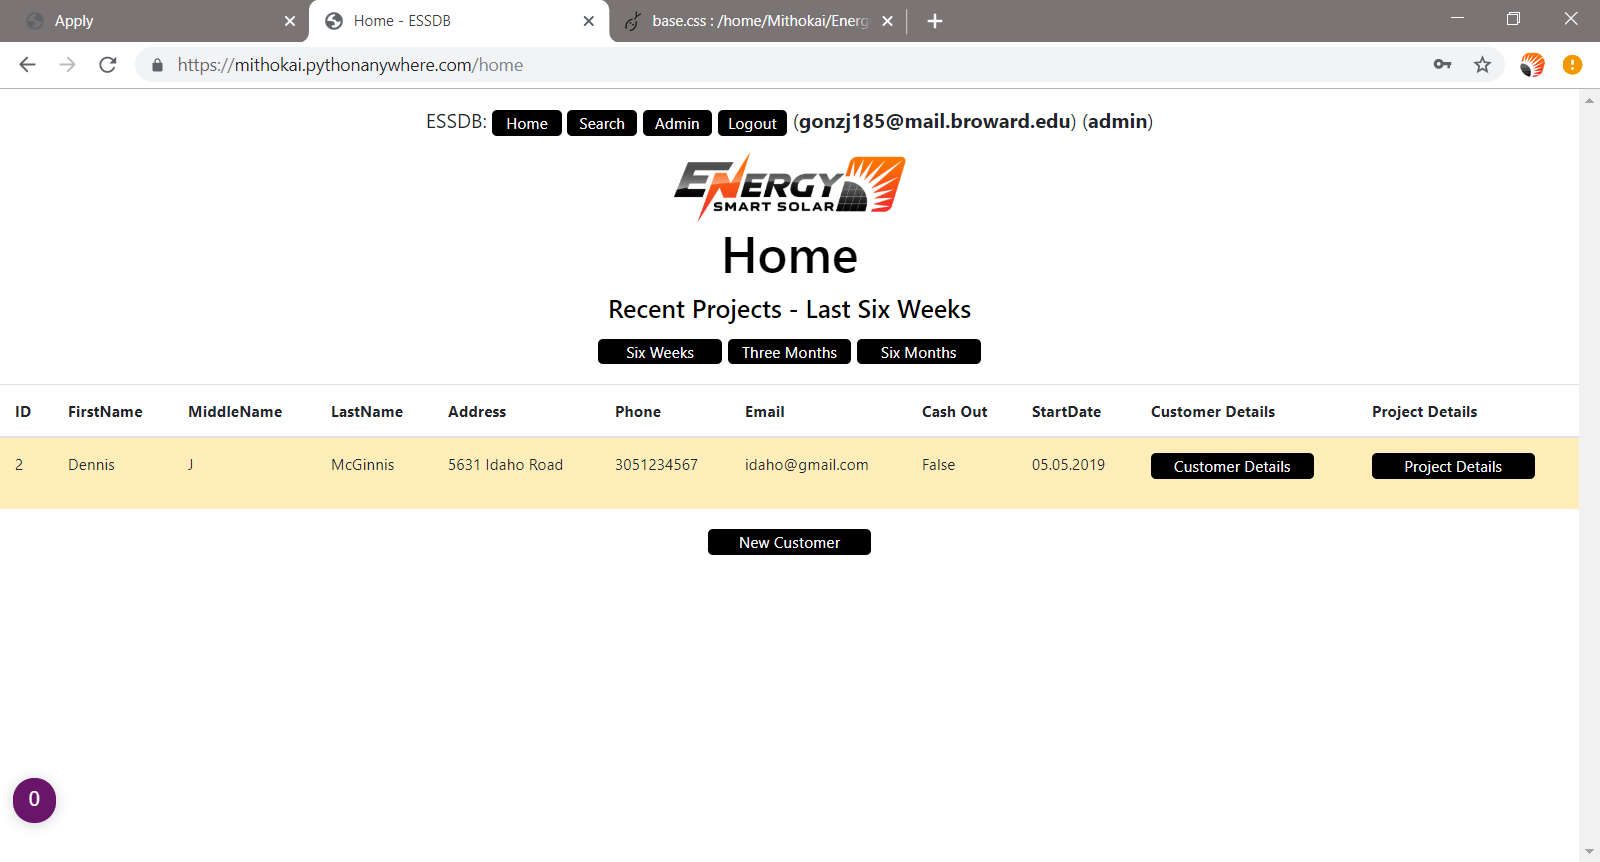 Apply
Home - ESSDB
base.css : /home/Mithokai/Energ
https://mithokai.pythonanywhere.com/home
ESSDB: Home Search Admin Logout (gonzj185@mail.broward.edu) (admin)
ENERGY
SMART SOLAR
Home
Recent Projects - Last Six Weeks
Six Weeks Three Months Six Months
ID FirstName MiddleName LastName Address Phone Email Cash Out StartDate Customer Details Project Details
2 Dennis J McGinnis 5631 Idaho Road 3051234567 idaho@gmail.com False 05.05.2019 Customer Details Project Details
New Customer
0